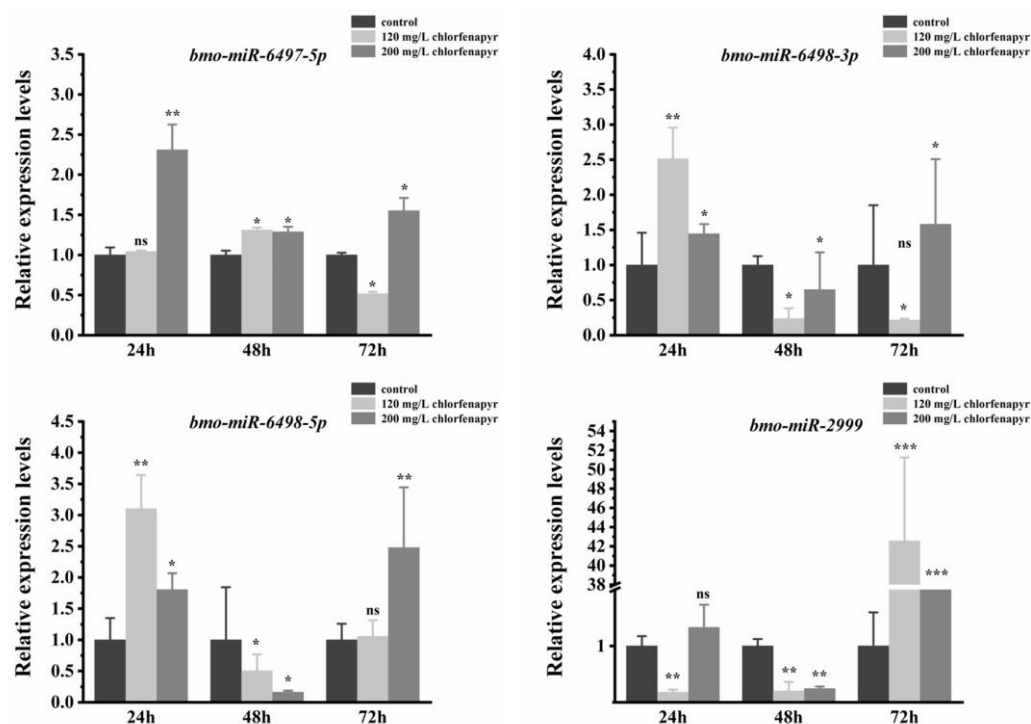 control
120 mg/L chlorfenapyr
200 mg/L chlorfenapyr
bmo-miR-6497-5p
Relative expression levels
3.5
3.0
2.5
2.0
1.5
1.0
0.5
0.0
ns
**
*
*
*
*
24h
48h
72h
control
120 mg/L chlorfenapyr
200 mg/L chlorfenapyr
bmo-miR-6498-3p
Relative expression levels
4.0
3.5
3.0
2.5
2.0
1.5
1.0
0.5
0.0
**
*
*
*
ns
*
*
24h
48h
72h
control
120 mg/L chlorfenapyr
200 mg/L chlorfenapyr
bmo-miR-6498-5p
Relative expression levels
4.5
4.0
3.5
3.0
2.5
2.0
1.5
1.0
0.5
0.0
**
*
*
*
ns
**
24h
48h
72h
control
120 mg/L chlorfenapyr
200 mg/L chlorfenapyr
bmo-miR-2999
Relative expression levels
54
52
50
48
46
44
42
40
38
1
**
ns
**
**
***
***
24h
48h
72h